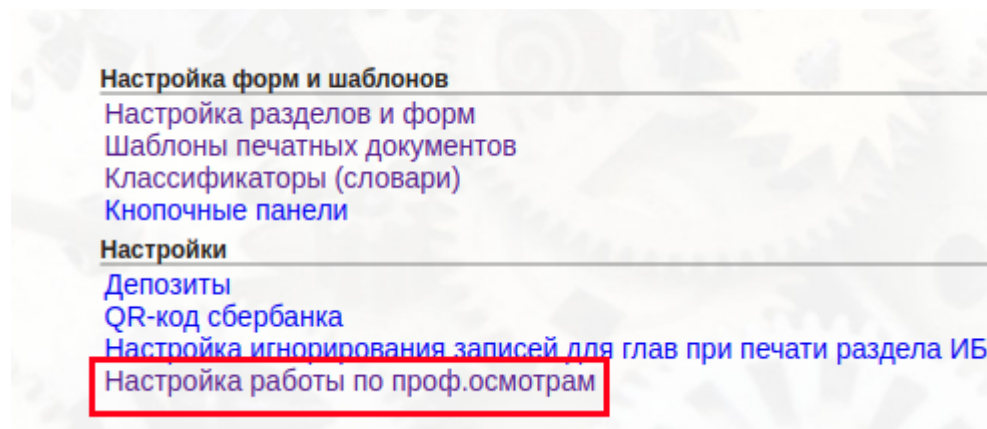 Настройка форм и шаблонов
Настройка разделов и форм
Шаблоны печатных документов
Классификаторы (словари)
Кнопочные панели
Настройки
Депозиты
QR-код сбербанка
Настройка игнорирования записей для глав при печати раздела ИБ
Настройка работы по проф.осмотрам